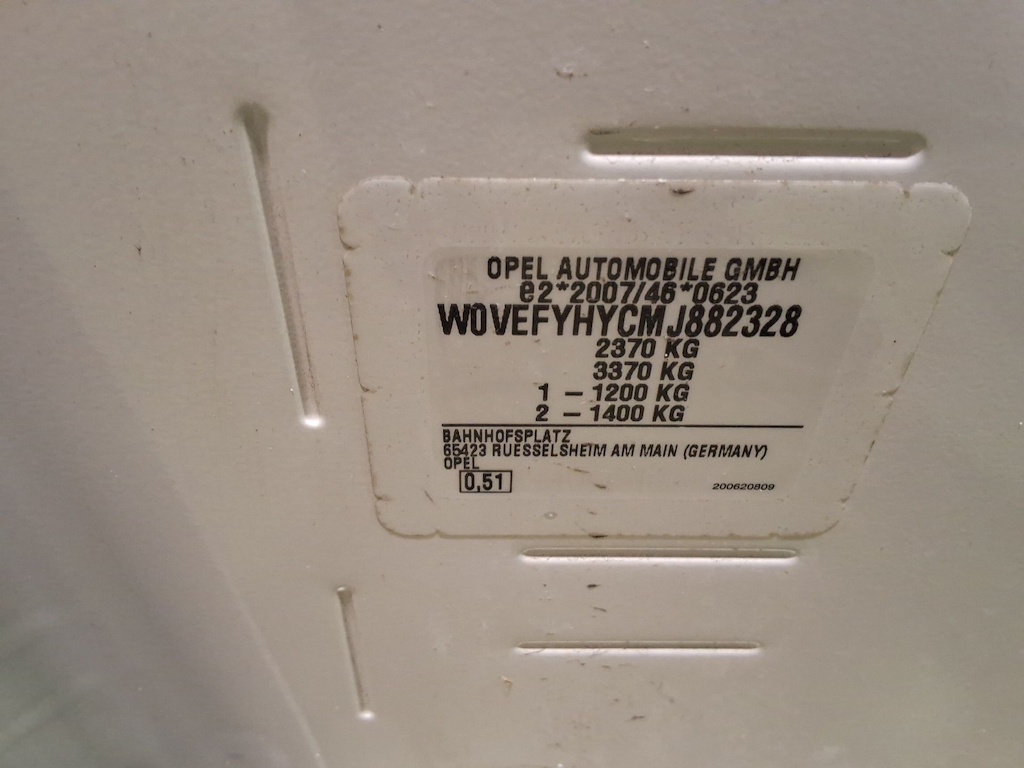 OPEL AUTOMOBILE GMBH
e2*2007/46*0623
W0VEFYHYCMJ882328
2370 KG
3370 KG
1 – 1200 KG
2 – 1400 KG
BAHNHOFSPLATZ
65423 RUESSELSHEIM AM MAIN (GERMANY)
OPEL
0,51
200620809